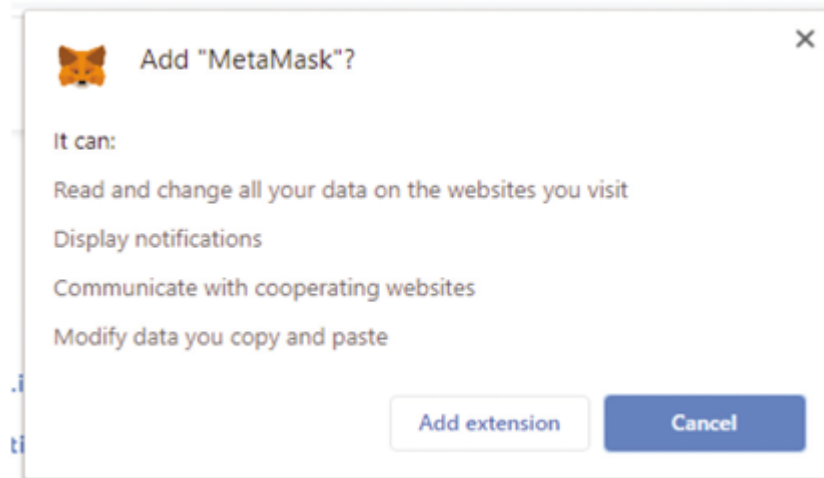 Add "MetaMask"?
It can:
Read and change all your data on the websites you visit
Display notifications
Communicate with cooperating websites
Modify data you copy and paste
.i
Add extension
Cancel
ti